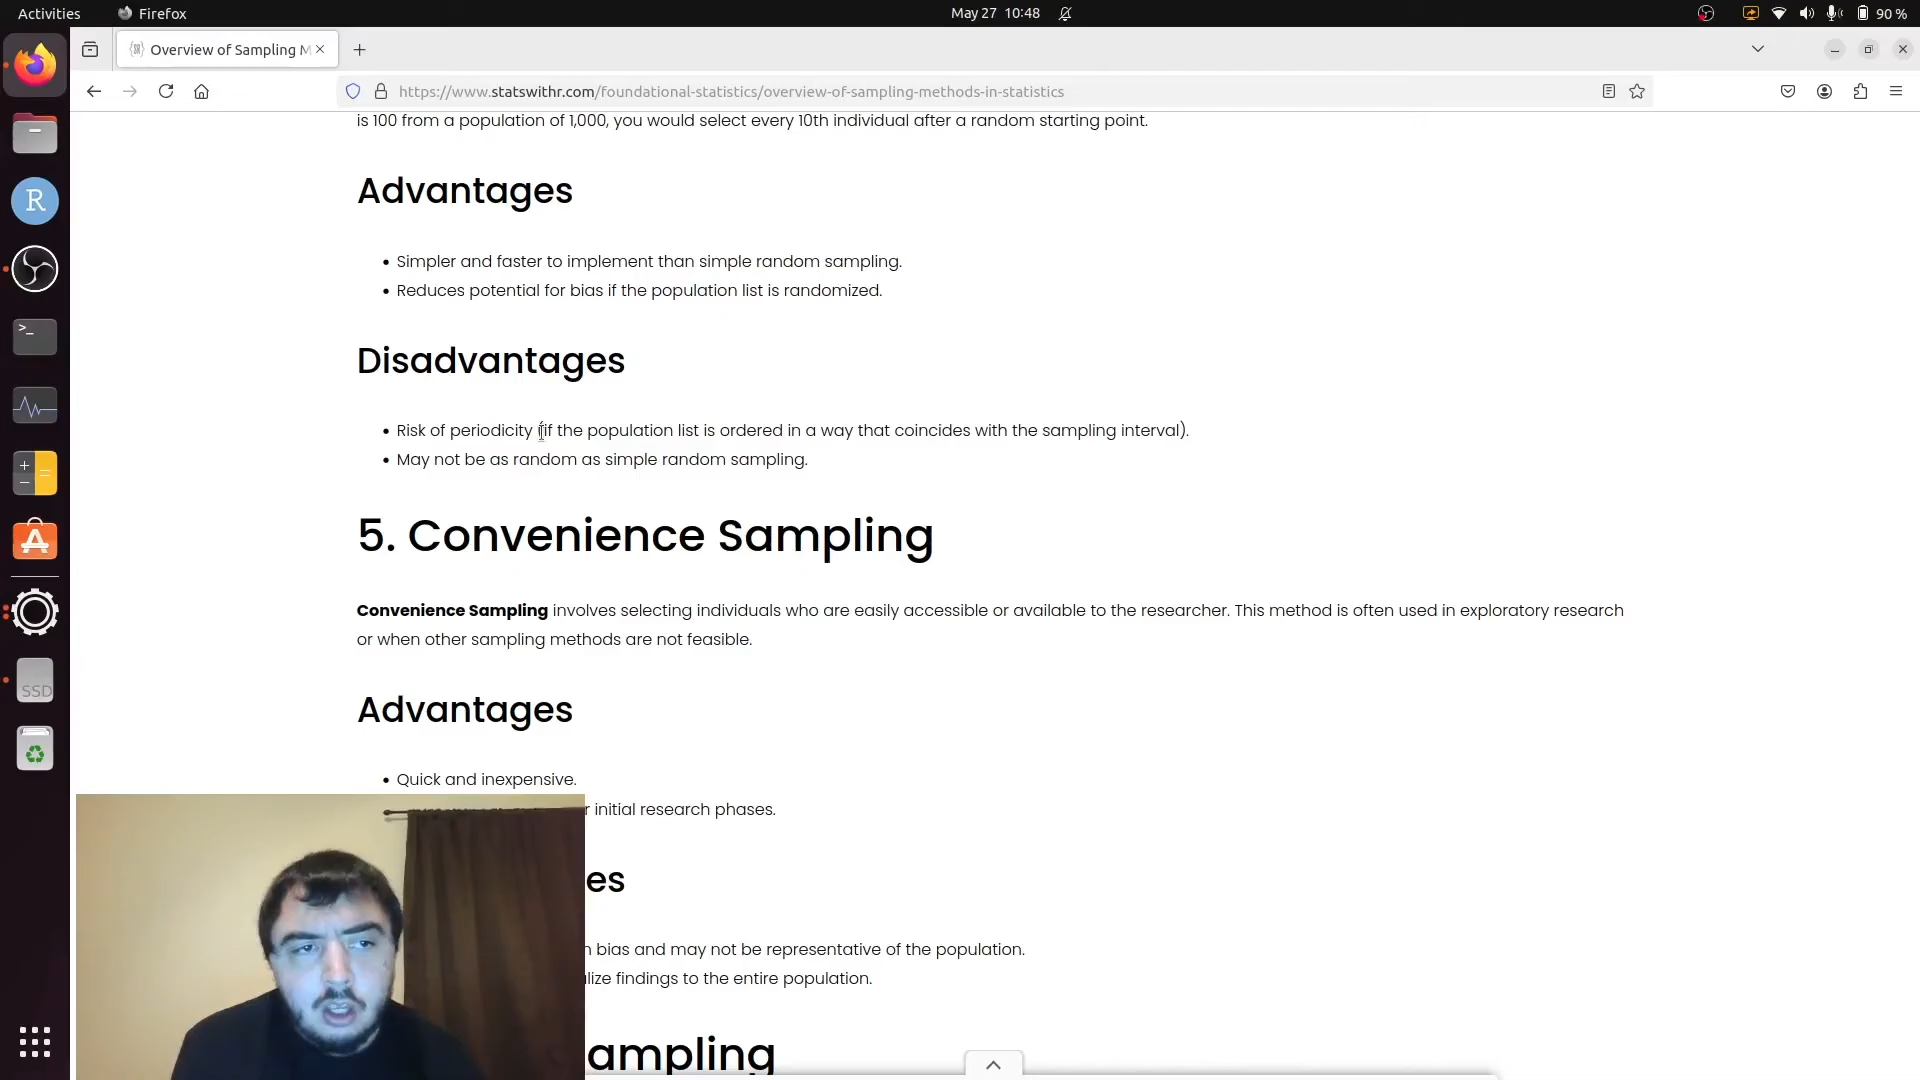 Activities
Firefox
May 27 10:48
90 %
Overview of Sampling M
https://www.statswithr.com/foundational-statistics/overview-of-sampling-methods-in-statistics
is 100 from a population of 1,000, you would select every 10th individual after a random starting point.
Advantages
• Simpler and faster to implement than simple random sampling.
• Reduces potential for bias if the population list is randomized.
Disadvantages
• Risk of periodicity (if the population list is ordered in a way that coincides with the sampling interval).
• May not be as random as simple random sampling.
5. Convenience Sampling
Convenience Sampling involves selecting individuals who are easily accessible or available to the researcher. This method is often used in exploratory research
or when other sampling methods are not feasible.
Advantages
• Quick and inexpensive.
initial research phases.
es
bias and may not be representative of the population.
lize findings to the entire population.
ampling
R
SSD